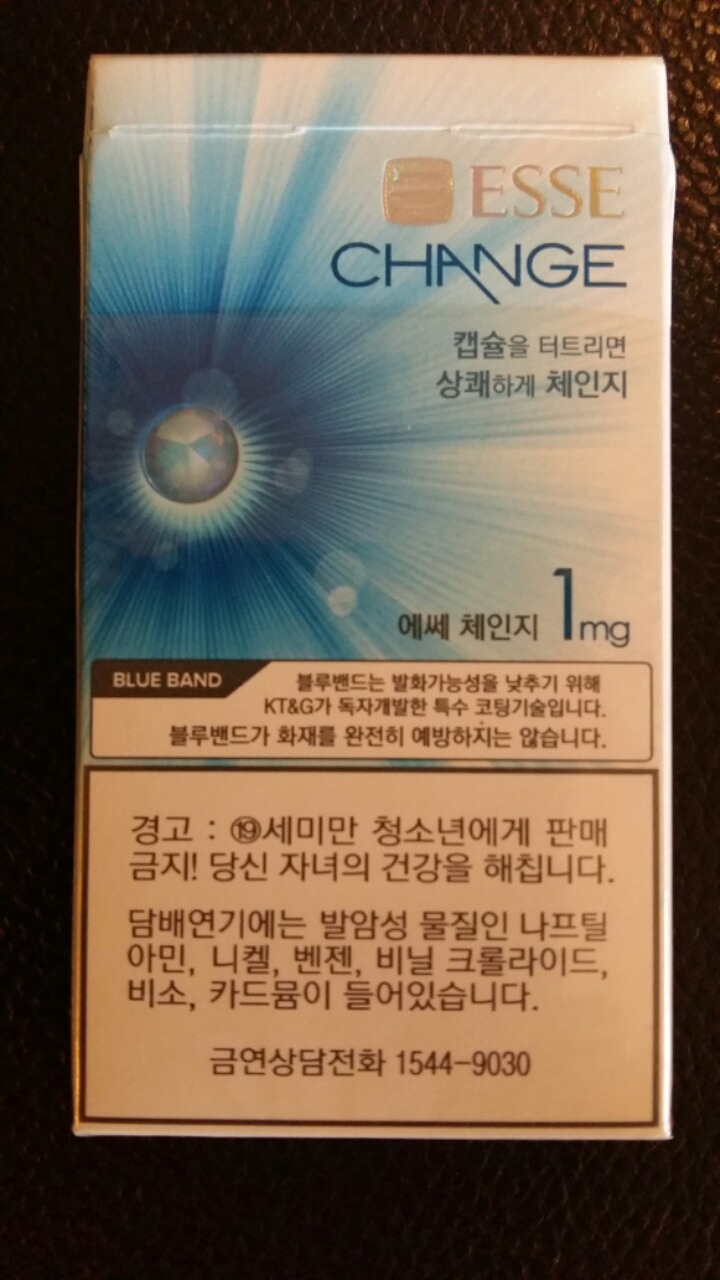 ESSE
CHANGE
캡슐을 터트리면
상쾌하게 체인지
에쎄 체인지 1mg
BLUE BAND
블루밴드는 발화가능성을 낮추기 위해
KT&G가 독자개발한 특수 코팅기술입니다.
블루밴드가 화재를 완전히 예방하지는 않습니다.
경고 : ⑲세미만 청소년에게 판매
금지! 당신 자녀의 건강을 해칩니다.
담배연기에는 발암성 물질인 나프틸
아민, 니켈, 벤젠, 비닐 크롤라이드,
비소, 카드뮴이 들어있습니다.
금연상담전화 1544-9030